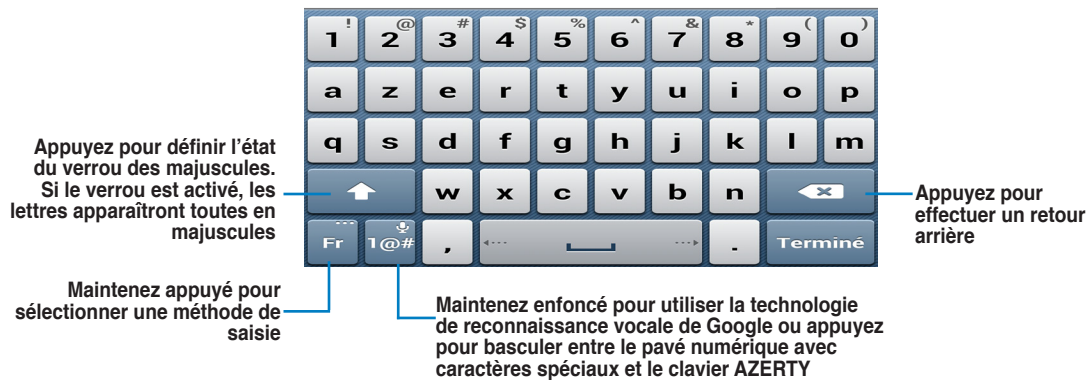 ! @ # $ % ^ & * ( )
1 2 3 4 5 6 7 8 9 0
a z e r t y u i o p
q s d f g h j k l m
w x c v b n
Fr 1@# , . Terminé
Appuyez pour définir l'état
du verrou des majuscules.
Si le verrou est activé, les
lettres apparaîtront toutes en
majuscules
Appuyez pour
effectuer un retour
arrière
Maintenez appuyé pour
sélectionner une méthode de
saisie
Maintenez enfoncé pour utiliser la technologie
de reconnaissance vocale de Google ou appuyez
pour basculer entre le pavé numérique avec
caractères spéciaux et le clavier AZERTY